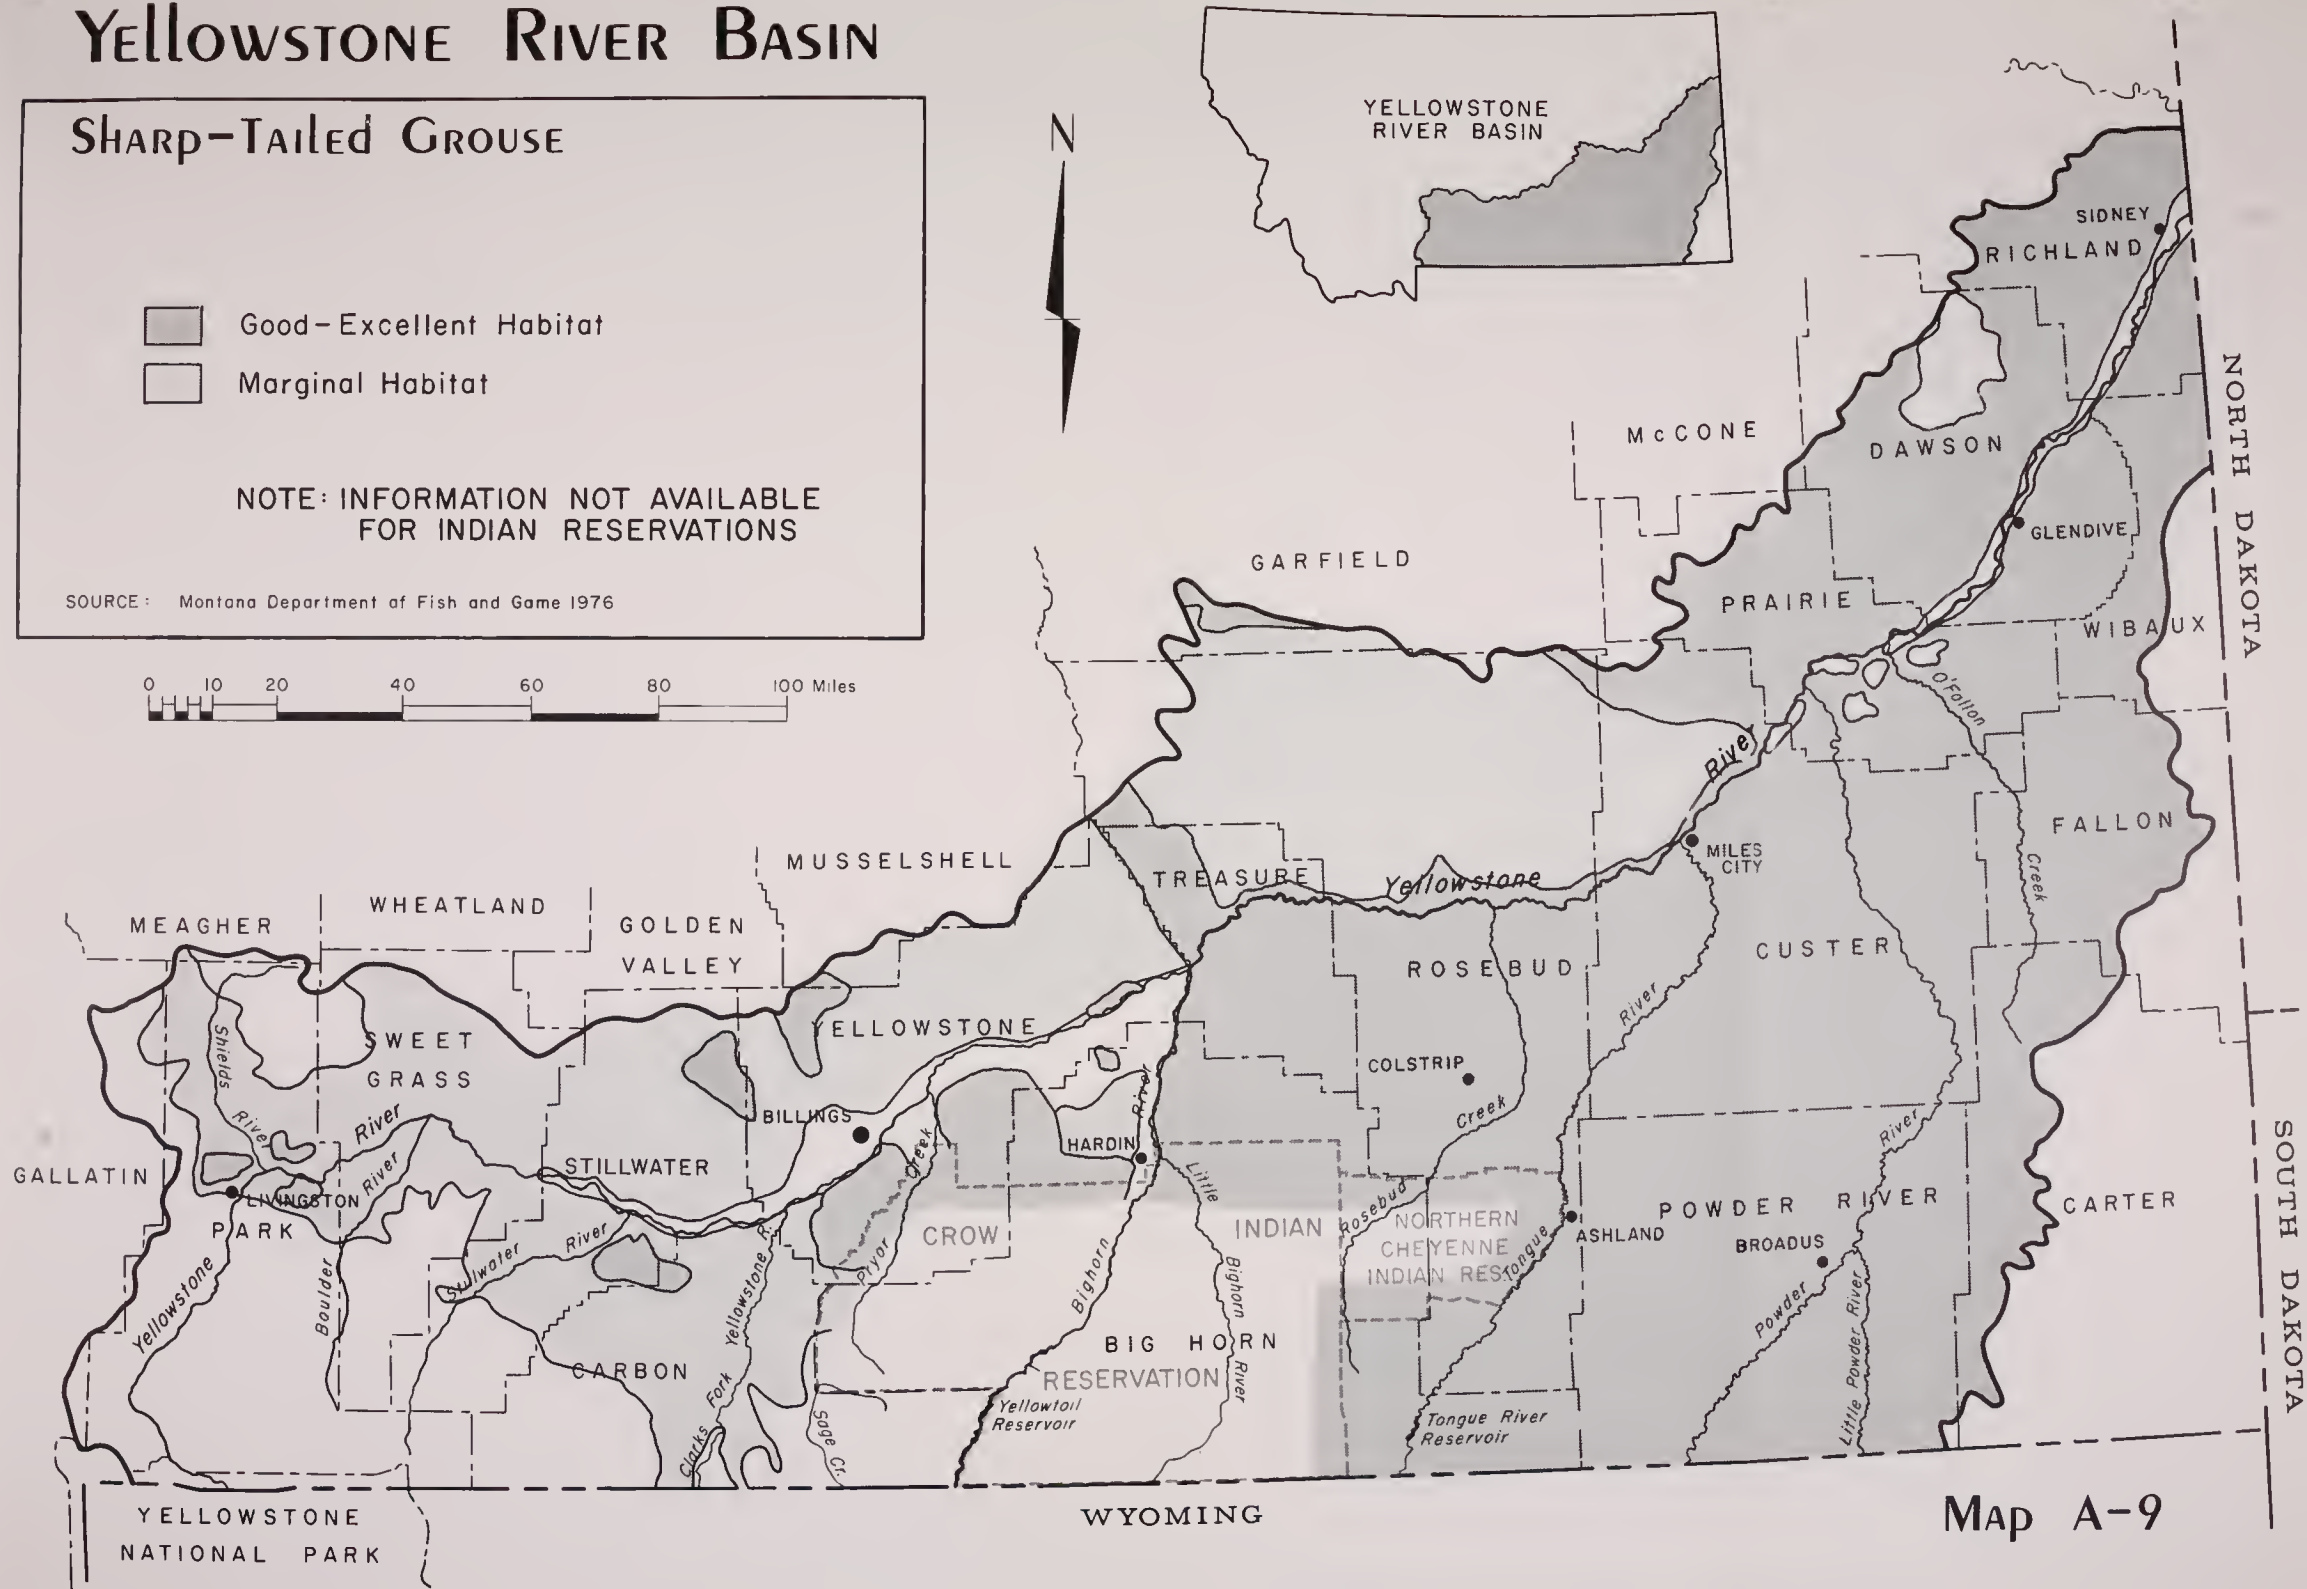 YEllOWSTONE RIVER BASIN
SHARP-TAILED GROUSE
Good-Excellent Habitat
Marginal Habitat
NOTE: INFORMATION NOT AVAILABLE
FOR INDIAN RESERVATIONS
SOURCE: Montana Department of Fish and Game 1976
0 10 20 40 60 80 100 Miles
N
YELLOWSTONE
RIVER BASIN
SIDNEY
RICHLAND
NORTH DAKOTA
McCONE
DAWSON
GLENDIVE
GARFIELD
PRAIRIE
WIBAUX
O'Fallon
Creek
River
Yellowstone
MILES
CITY
FALLON
MUSSELSHELL
TREASURE
MEAGHER
WHEATLAND
GOLDEN
VALLEY
ROSEBUD
CUSTER
River
SWEET
GRASS
YELLOWSTONE
Shields
River
River
River
COLSTRIP
Creek
BILLINGS
River
HARDIN
Creek
River
GALLATIN
STILLWATER
LIVINGSTON
PARK
Little
Bighorn
River
CROW
INDIAN
Rosebud
NORTHERN
CHEYENNE
INDIAN RES.
Tongue
ASHLAND
POWDER RIVER
BROADUS
CARTER
SOUTH DAKOTA
Stillwater
River
Yellowstone
Boulder
Yellowstone R.
Pryor
Bighorn
BIG HORN
RESERVATION
Powder
Little Powder River
CARBON
Clarks Fork
Sage Cr.
Yellowtail
Reservoir
Tongue River
Reservoir
YELLOWSTONE
NATIONAL PARK
WYOMING
MAP A-9